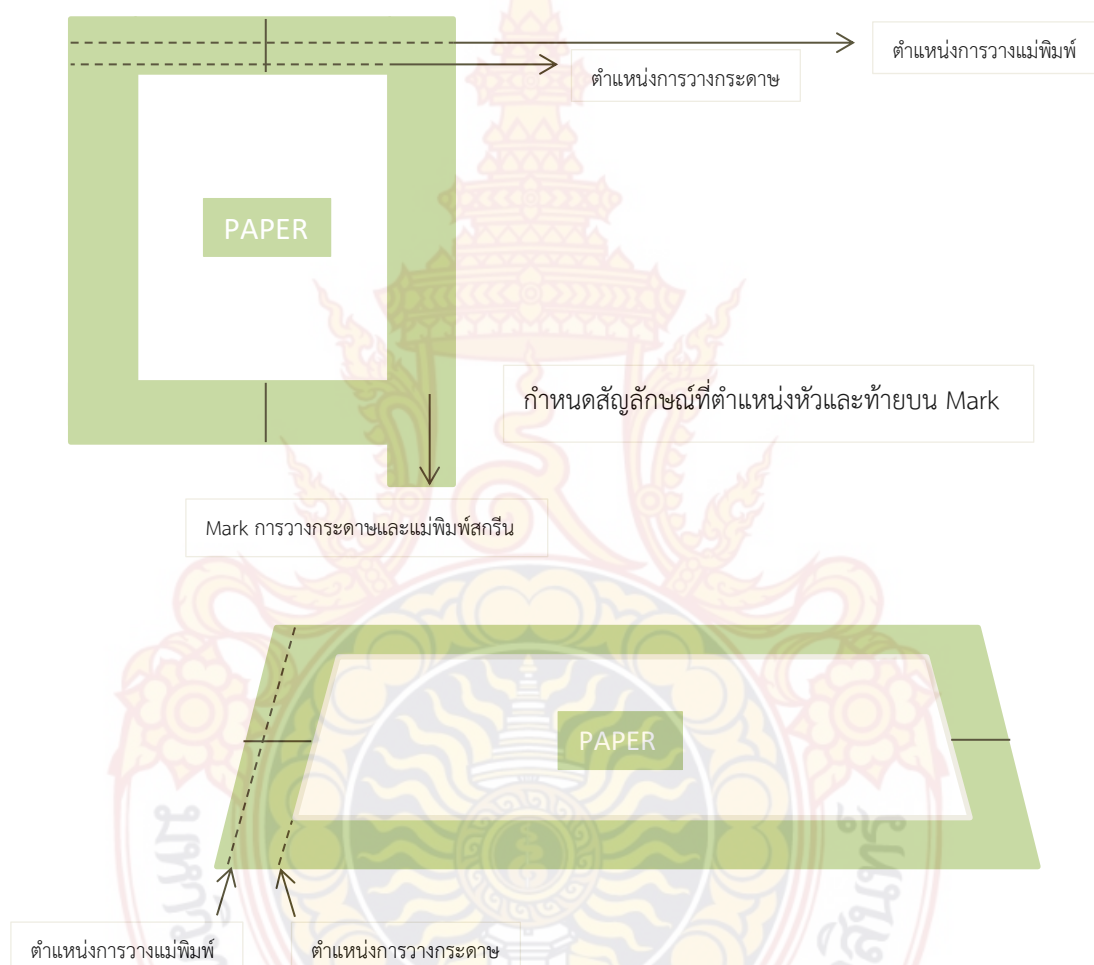 ตำแหน่งการวางแม่พิมพ์
ตำแหน่งการวางกระดาษ
PAPER
กำหนดสัญลักษณ์ที่ตำแหน่งหัวและท้ายบน Mark
Mark การวางกระดาษและแม่พิมพ์สกรีน
PAPER
ตำแหน่งการวางแม่พิมพ์
ตำแหน่งการวางกระดาษ